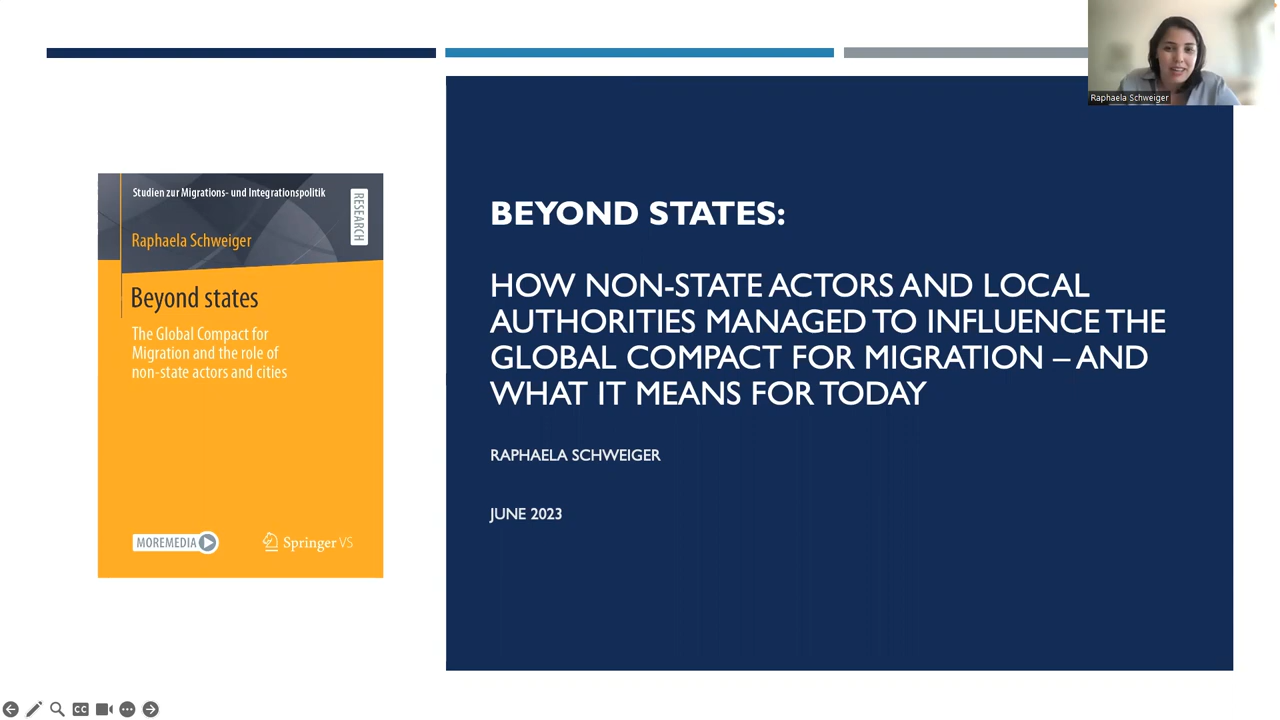 Raphaela Schweiger
Studien zur Migrations- und Integrationspolitik
RESEARCH
Raphaela Schweiger
Beyond states
The Global Compact for
Migration and the role of
non-state actors and cities
MOREMEDIA
Springer VS
BEYOND STATES:
HOW NON-STATE ACTORS AND LOCAL
AUTHORITIES MANAGED TO INFLUENCE THE
GLOBAL COMPACT FOR MIGRATION – AND
WHAT IT MEANS FOR TODAY
RAPHAELA SCHWEIGER
JUNE 2023
CC